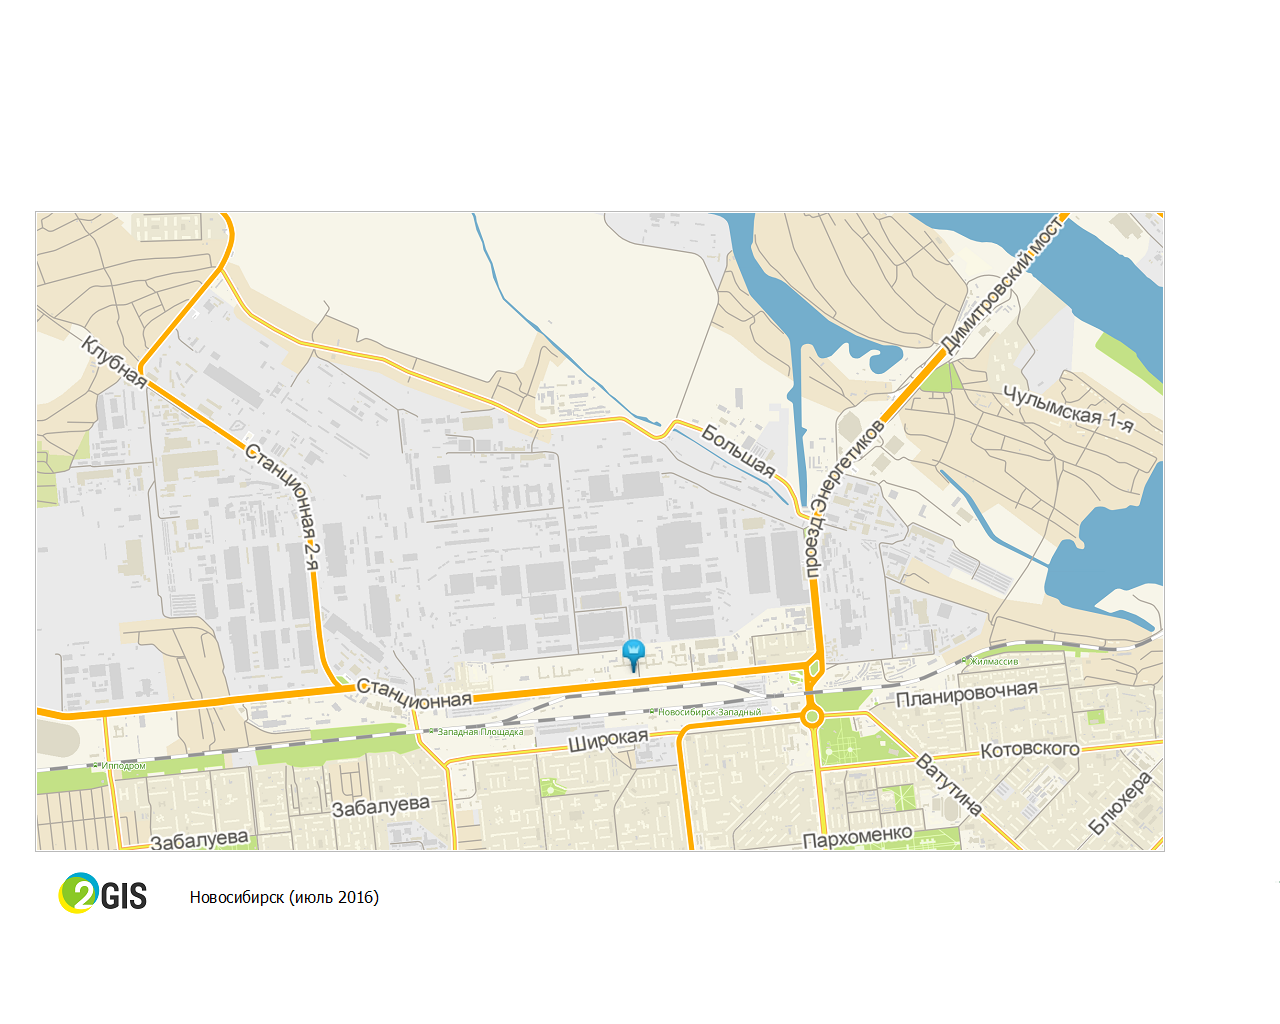 Димитровский мост
Клубная
Чулымская 1-я
Большая
проезд Энергетиков
Станционная 2-я
Жилмассив
Станционная
Планировочная
Новосибирск-Западный
Западная Площадка
Широкая
Котовского
Ипподром
Ватутина
Блюхера
Забалуева
Забалуева
Пархоменко
2GIS
Новосибирск (июль 2016)